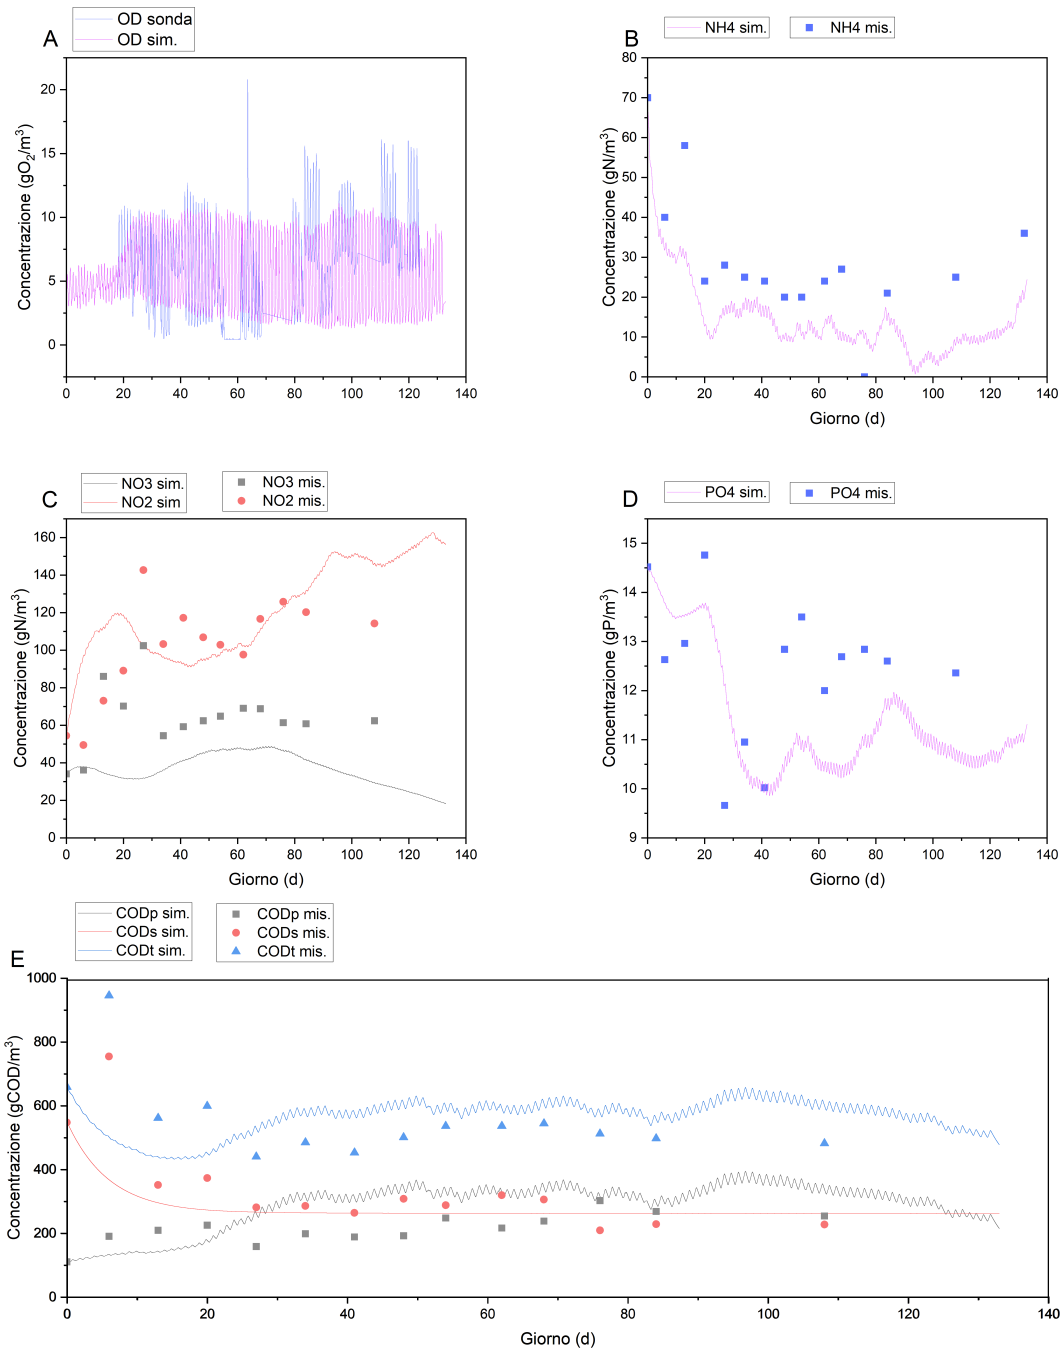 A
OD sonda
OD sim.
Concentrazione (gO2/m3)
20
15
10
5
0
0 20 40 60 80 100 120 140
B
NH4 sim.
NH4 mis.
Concentrazione (gN/m3)
80
70
60
50
40
30
20
10
0
0 20 40 60 80 100 120 140
Giorno (d)
C
NO3 sim.
NO2 sim
NO3 mis.
NO2 mis.
Concentrazione (gN/m3)
160
140
120
100
80
60
40
20
0
0 20 40 60 80 100 120 140
Giorno (d)
D
PO4 sim.
PO4 mis.
Concentrazione (gP/m3)
15
14
13
12
11
10
9
0 20 40 60 80 100 120 140
Giorno (d)
E
CODp sim.
CODs sim.
CODt sim.
CODp mis.
CODs mis.
CODt mis.
Concentrazione (gCOD/m3)
1000
800
600
400
200
0
0 20 40 60 80 100 120 140
Giorno (d)